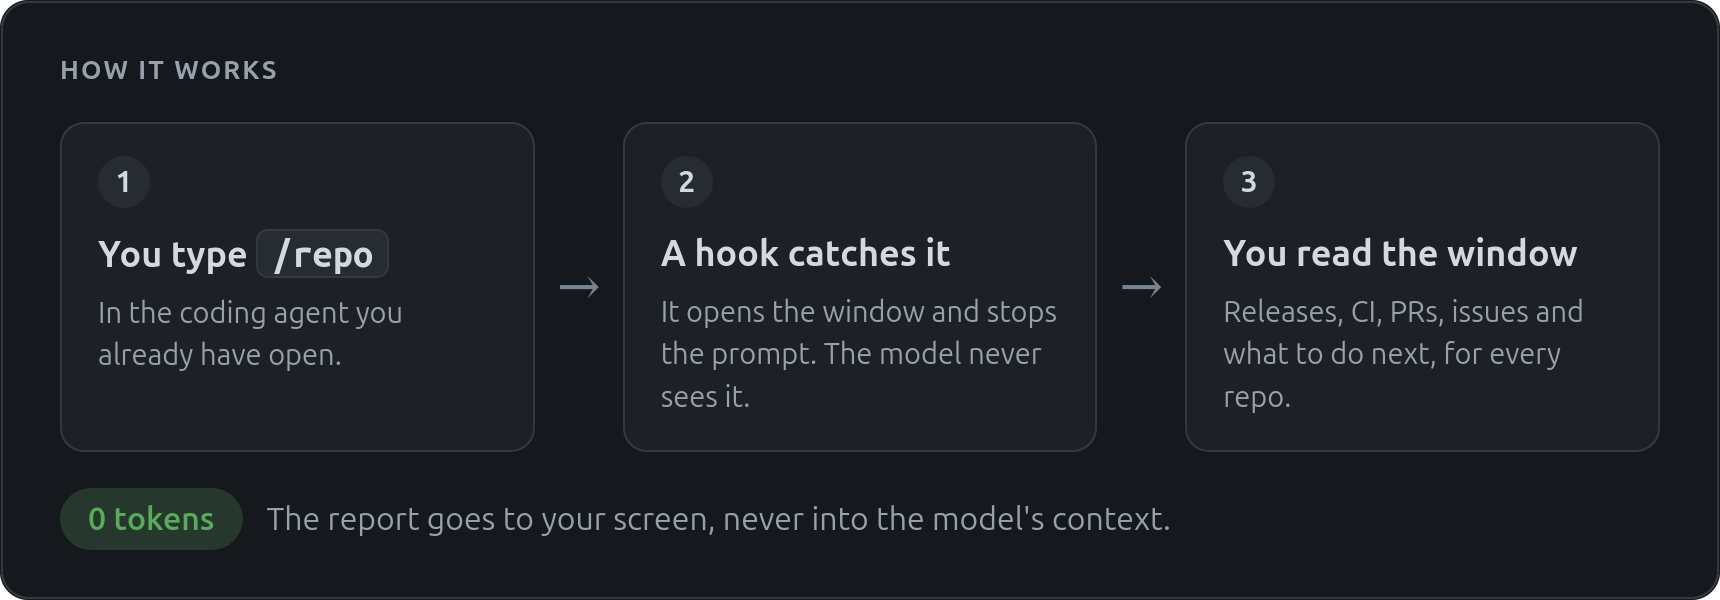 HOW IT WORKS
1
You type /repo
In the coding agent you
already have open.
2
A hook catches it
It opens the window and stops
the prompt. The model never
sees it.
3
You read the window
Releases, CI, PRs, issues and
what to do next, for every
repo.
0 tokens
The report goes to your screen, never into the model's context.